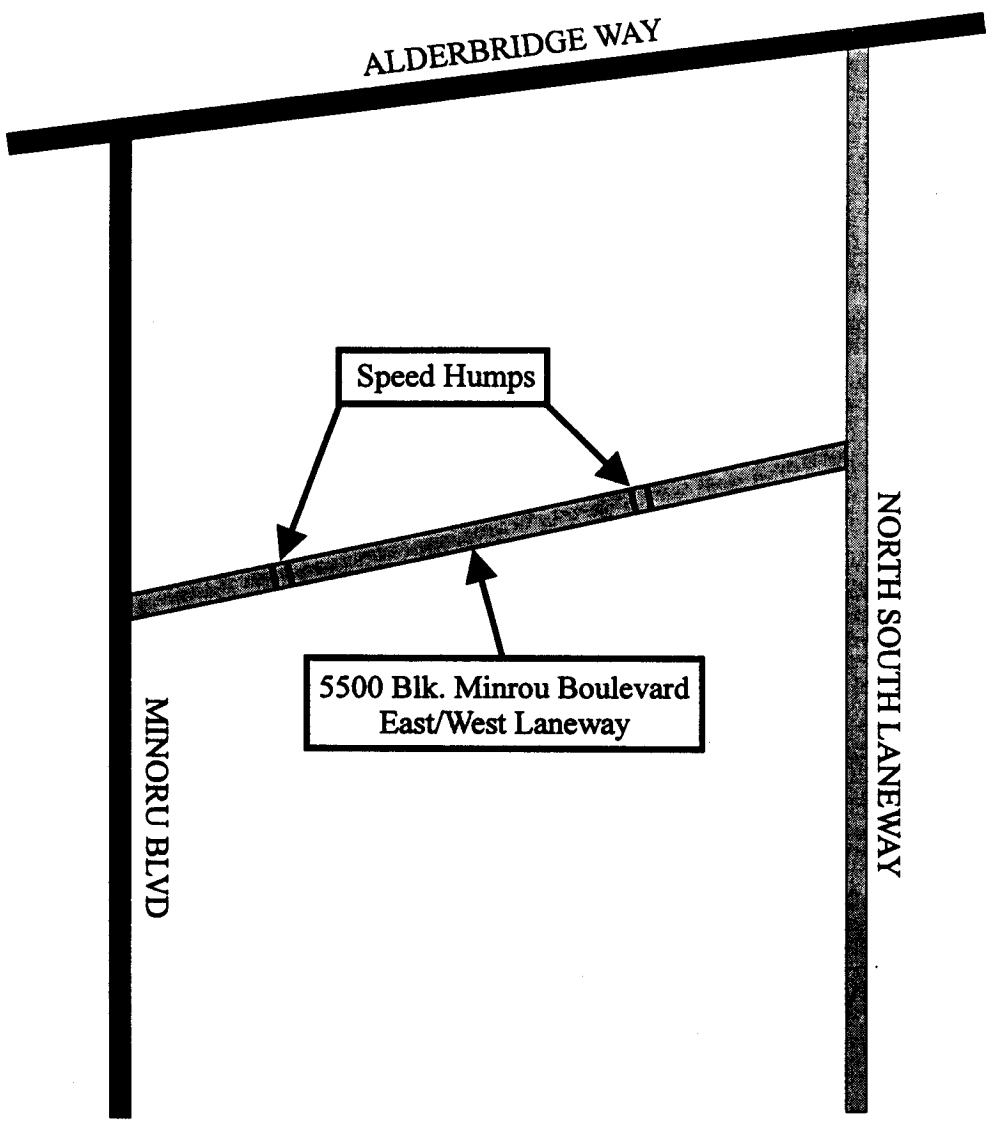 ALDERBRIDGE WAY
Speed Humps
5500 Blk. Minrou Boulevard
East/West Laneway
NORTH SOUTH LANEWAY
MINORU BLVD